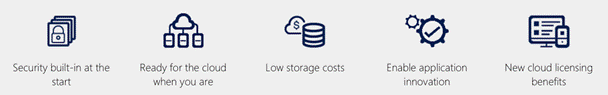 Security built-in at the
start
Ready for the cloud
when you are
Low storage costs
Enable application
innovation
New cloud licensing
benefits